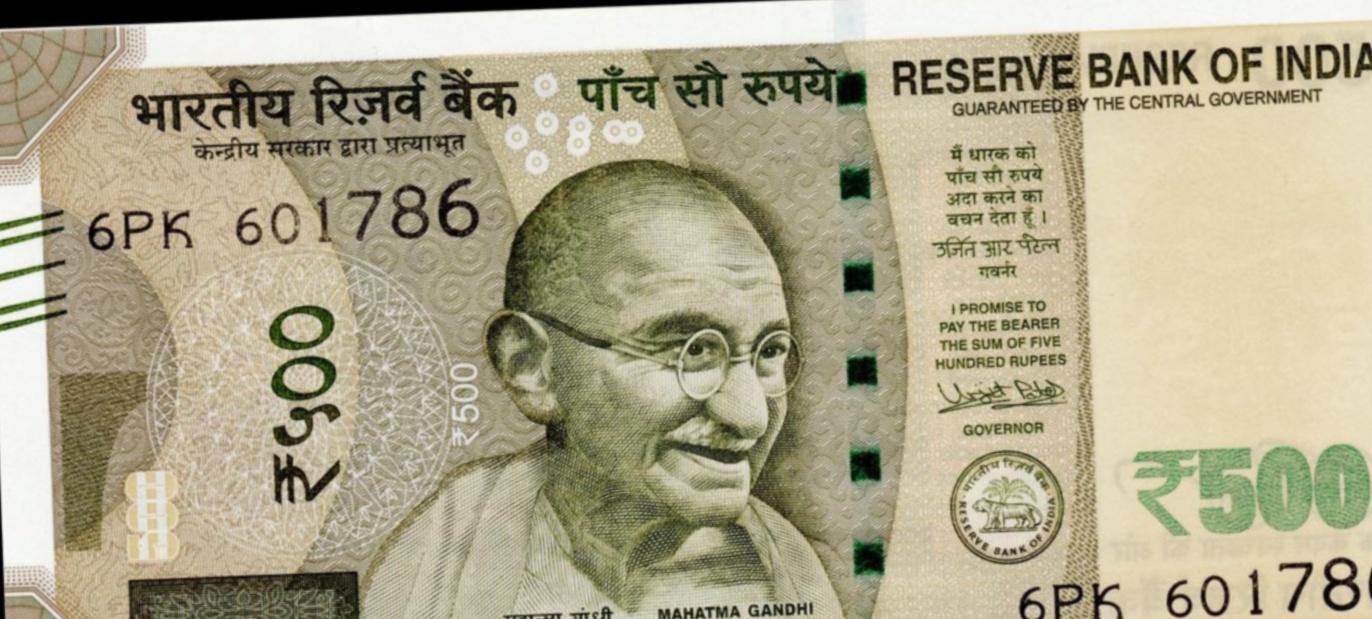 भारतीय रिज़र्व बैंक पाँच सौ रुपये
केन्द्रीय सरकार द्वारा प्रत्याभूत
6PK 601786
₹५००
₹500
RESERVE BANK OF INDIA
GUARANTEED BY THE CENTRAL GOVERNMENT
मैं धारक को
पाँच सौ रुपये
अदा करने का
वचन देता हूँ ।
उर्जित आर पटेल
गवर्नर
I PROMISE TO
PAY THE BEARER
THE SUM OF FIVE
HUNDRED RUPEES
Urjit Patel
GOVERNOR
भारतीय रिज़र्व बैंक
RESERVE BANK OF INDIA
₹500
6PK 60178
महात्मा गांधी MAHATMA GANDHI